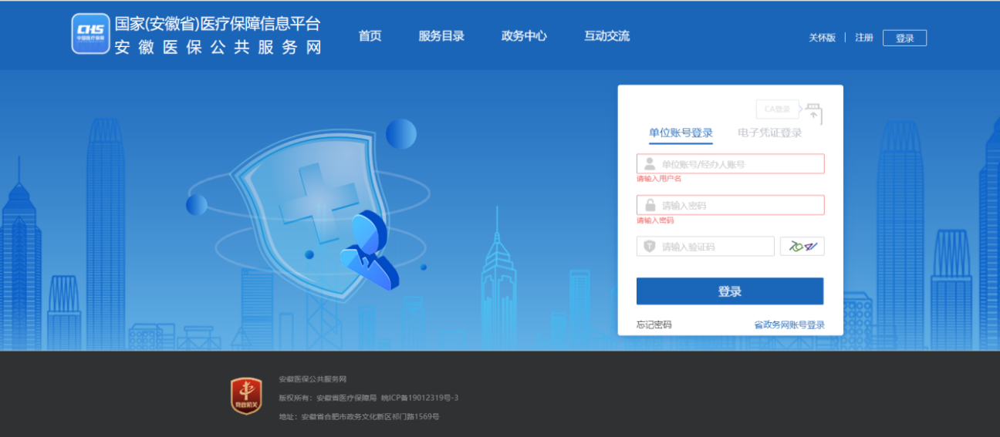 CHS
中国医疗保障
国家(安徽省)医疗保障信息平台
安徽医保公共服务网
首页
服务目录
政务中心
互动交流
关怀版
注册
登录
CA登录
单位账号登录
电子凭证登录
单位账号/经办人账号
请输入用户名
请输入密码
请输入密码
请输入验证码
登录
忘记密码
省政务网账号登录
党政机关
安徽医保公共服务网
版权所有：安徽省医疗保障局 皖ICP备19012319号-3
地址：安徽省合肥市政务文化新区祁门路1569号